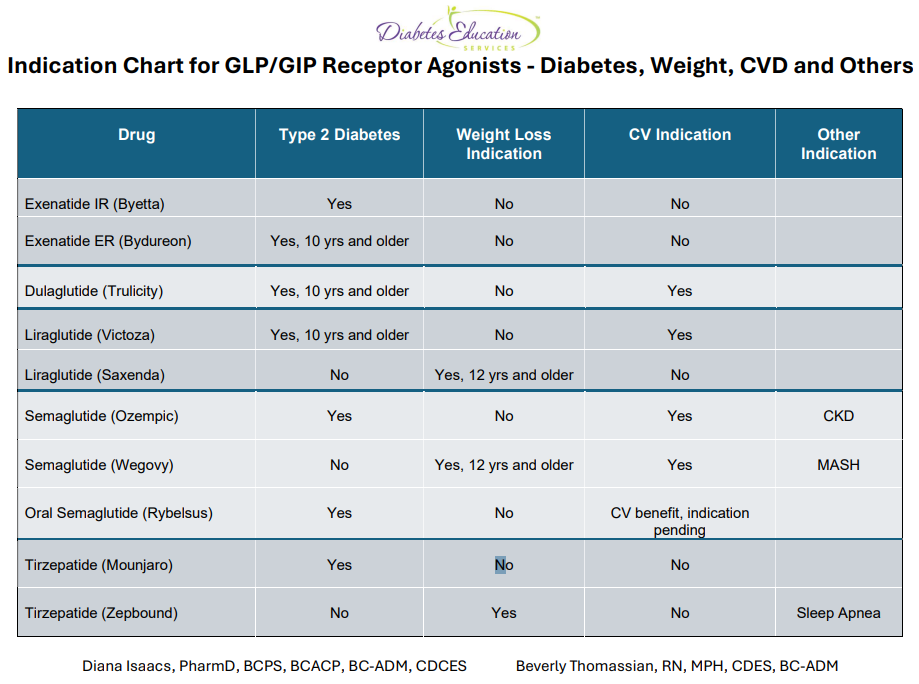 Diabetes Education
SERVICES
Indication Chart for GLP/GIP Receptor Agonists - Diabetes, Weight, CVD and Others
Drug Type 2 Diabetes Weight Loss Indication CV Indication Other Indication
Exenatide IR (Byetta) Yes No No
Exenatide ER (Bydureon) Yes, 10 yrs and older No No
Dulaglutide (Trulicity) Yes, 10 yrs and older No Yes
Liraglutide (Victoza) Yes, 10 yrs and older No Yes
Liraglutide (Saxenda) No Yes, 12 yrs and older No
Semaglutide (Ozempic) Yes No Yes CKD
Semaglutide (Wegovy) No Yes, 12 yrs and older Yes MASH
Oral Semaglutide (Rybelsus) Yes No CV benefit, indication pending
Tirzepatide (Mounjaro) Yes No No
Tirzepatide (Zepbound) No Yes No Sleep Apnea
Diana Isaacs, PharmD, BCPS, BCACP, BC-ADM, CDCES Beverly Thomassian, RN, MPH, CDES, BC-ADM